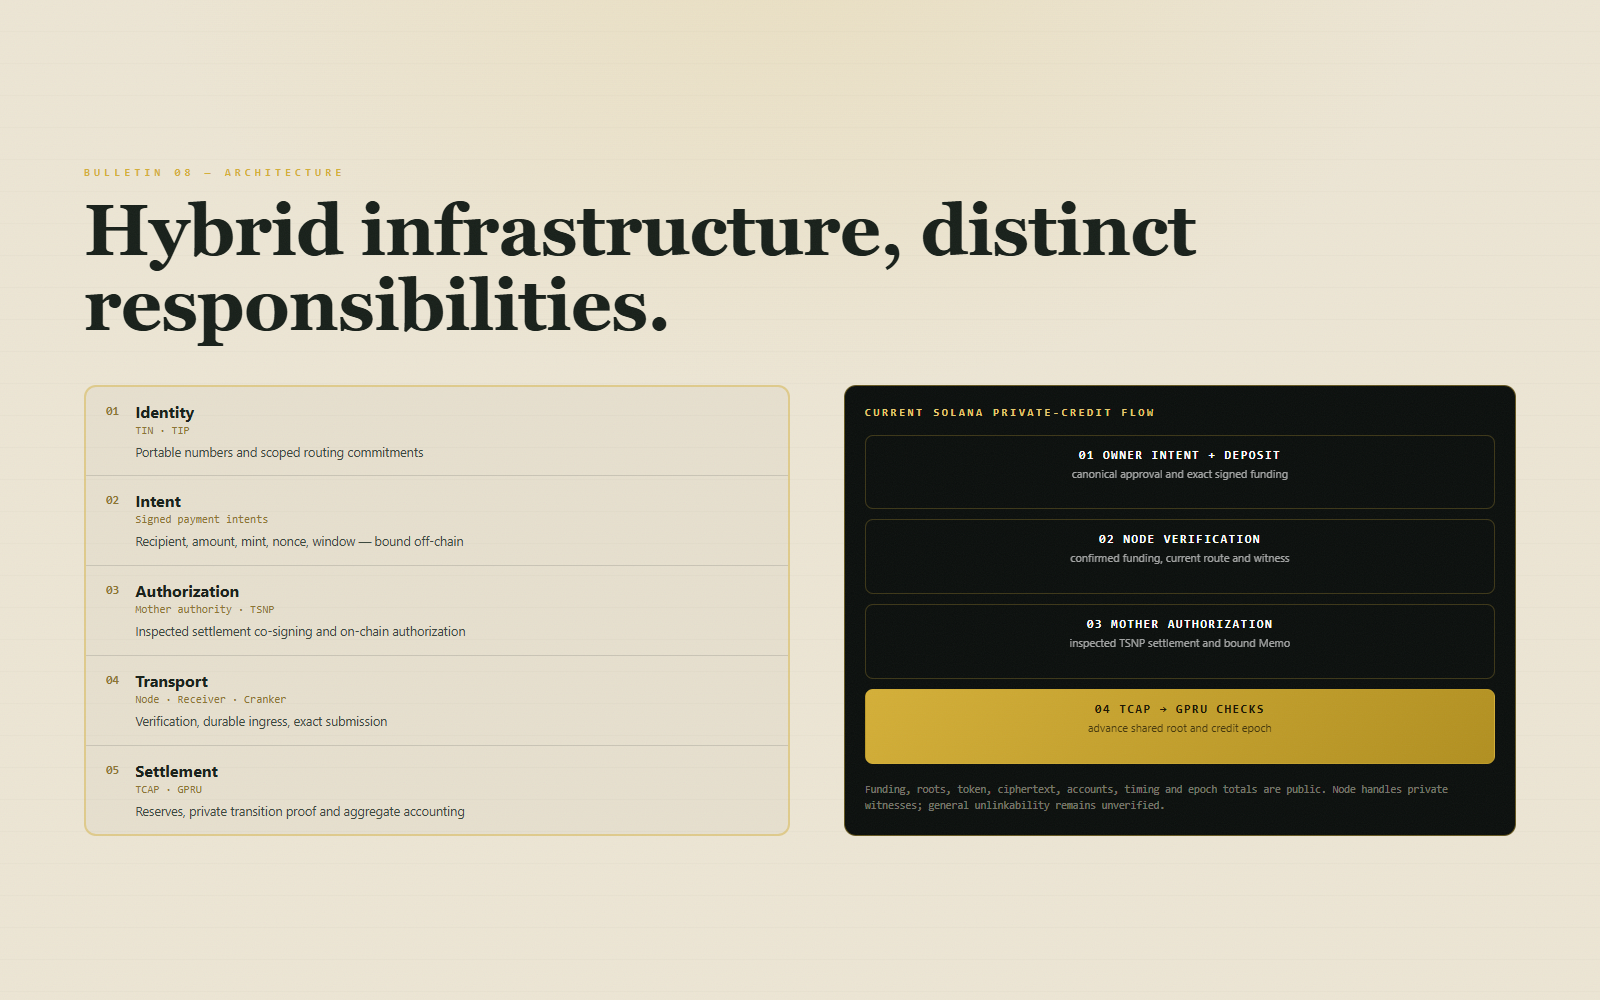 BULLETIN 08 — ARCHITECTURE
Hybrid infrastructure, distinct
responsibilities.
01 Identity
TIN · TIP
Portable numbers and scoped routing commitments
02 Intent
Signed payment intents
Recipient, amount, mint, nonce, window — bound off-chain
03 Authorization
Mother authority · TSNP
Inspected settlement co-signing and on-chain authorization
04 Transport
Node · Receiver · Cranker
Verification, durable ingress, exact submission
05 Settlement
TCAP · GPRU
Reserves, private transition proof and aggregate accounting
CURRENT SOLANA PRIVATE-CREDIT FLOW
01 OWNER INTENT + DEPOSIT
canonical approval and exact signed funding
02 NODE VERIFICATION
confirmed funding, current route and witness
03 MOTHER AUTHORIZATION
inspected TSNP settlement and bound Memo
04 TCAP → GPRU CHECKS
advance shared root and credit epoch
Funding, roots, token, ciphertext, accounts, timing and epoch totals are public. Node handles private
witnesses; general unlinkability remains unverified.